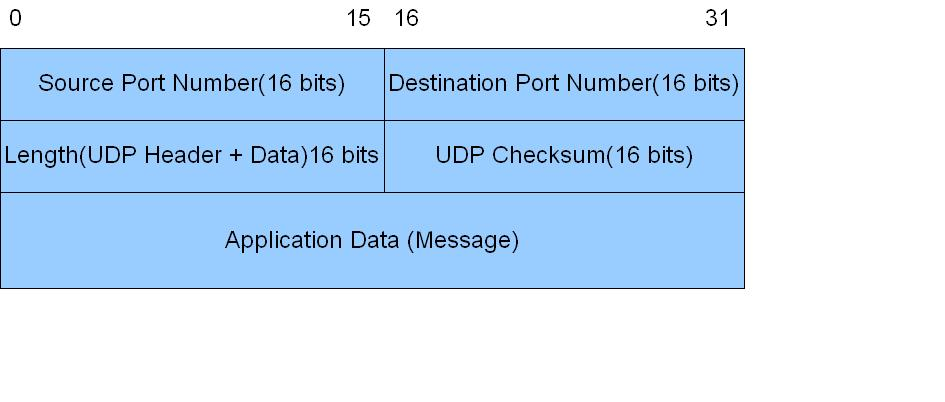 0 15 16 31
Source Port Number(16 bits) Destination Port Number(16 bits)
Length(UDP Header + Data)16 bits UDP Checksum(16 bits)
Application Data (Message)